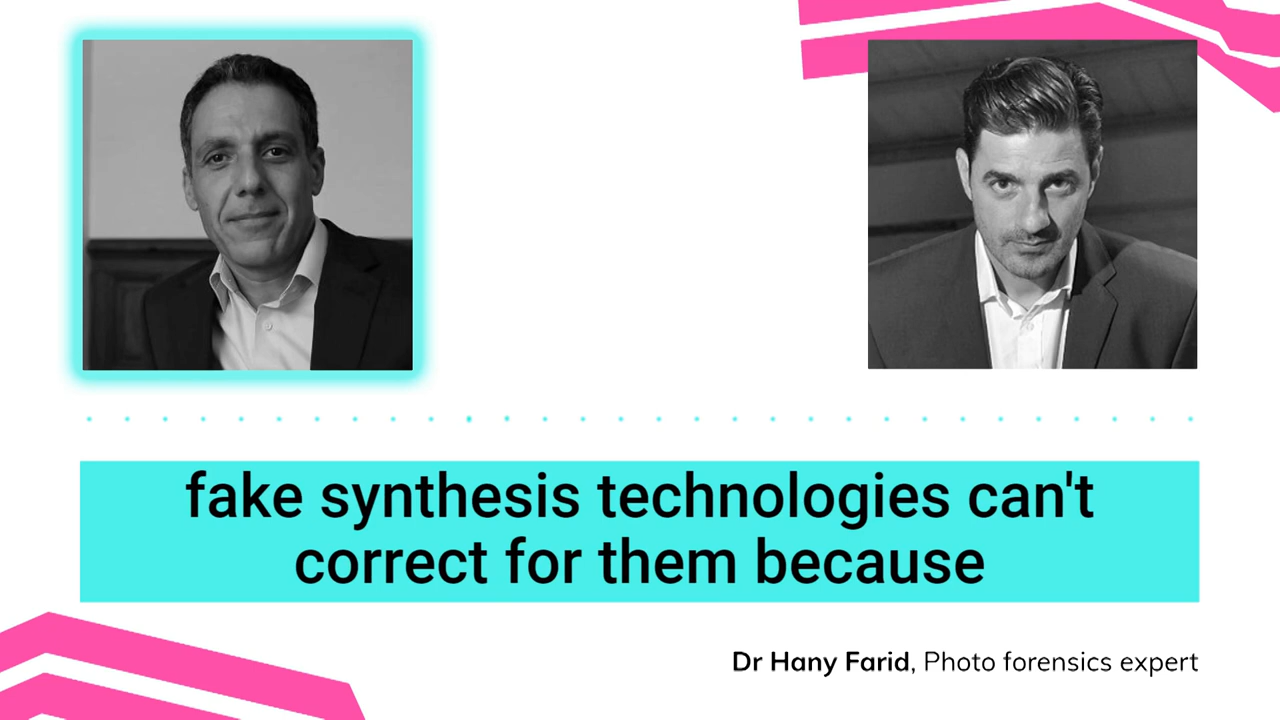 fake synthesis technologies can't
correct for them because
Dr Hany Farid, Photo forensics expert